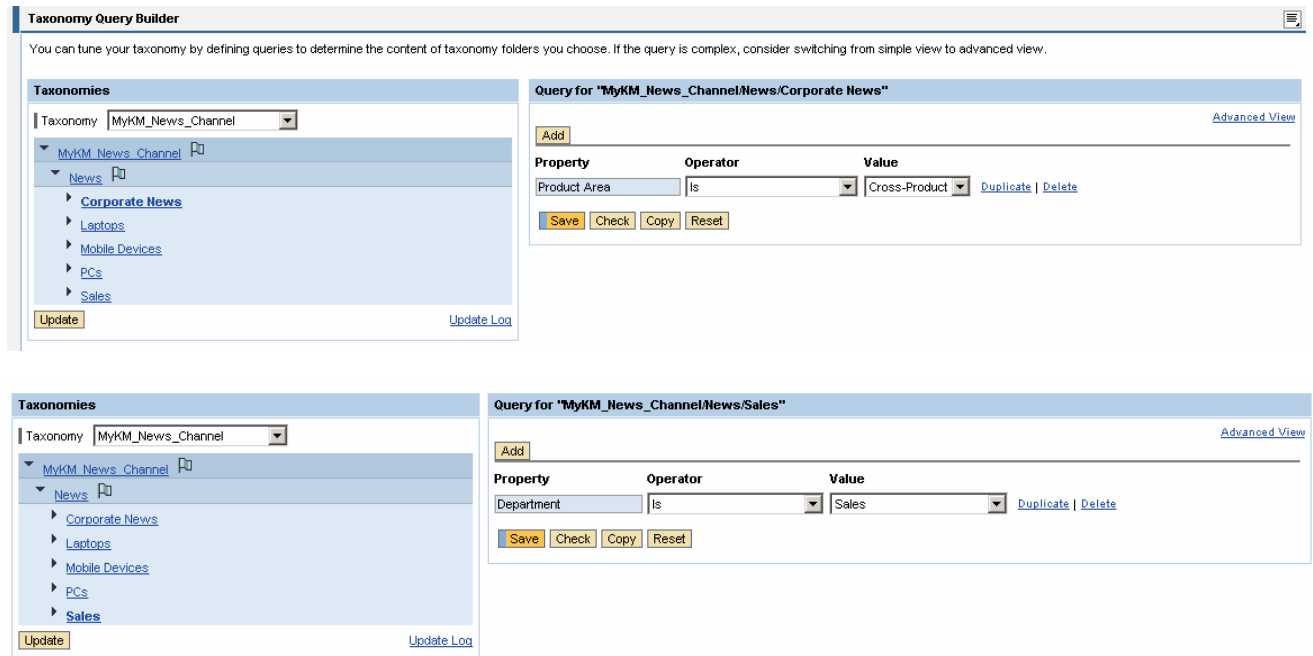 Taxonomy Query Builder
You can tune your taxonomy by defining queries to determine the content of taxonomy folders you choose. If the query is complex, consider switching from simple view to advanced view.
Taxonomies
Taxonomy MyKM_News_Channel
MyKM_News_Channel
News
Corporate News
Laptops
Mobile Devices
PCs
Sales
Update Update Log
Query for "MyKM_News_Channel/News/Corporate News"
Advanced View
Add
Property Operator Value
Product Area Is Cross-Product Duplicate | Delete
Save Check Copy Reset
Taxonomies
Taxonomy MyKM_News_Channel
MyKM_News_Channel
News
Corporate News
Laptops
Mobile Devices
PCs
Sales
Update Update Log
Query for "MyKM_News_Channel/News/Sales"
Advanced View
Add
Property Operator Value
Department Is Sales Duplicate | Delete
Save Check Copy Reset